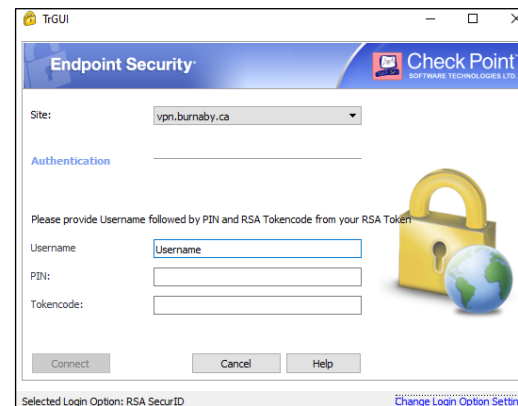 TrGUI
Endpoint Security
Check Point
SOFTWARE TECHNOLOGIES LTD.
Site:
vpn.burnaby.ca
Authentication
Please provide Username followed by PIN and RSA Tokencode from your RSA Token
Username
Username
PIN:
Tokencode:
Connect
Cancel
Help
Selected Login Option: RSA SecurID
Change Login Option Settin